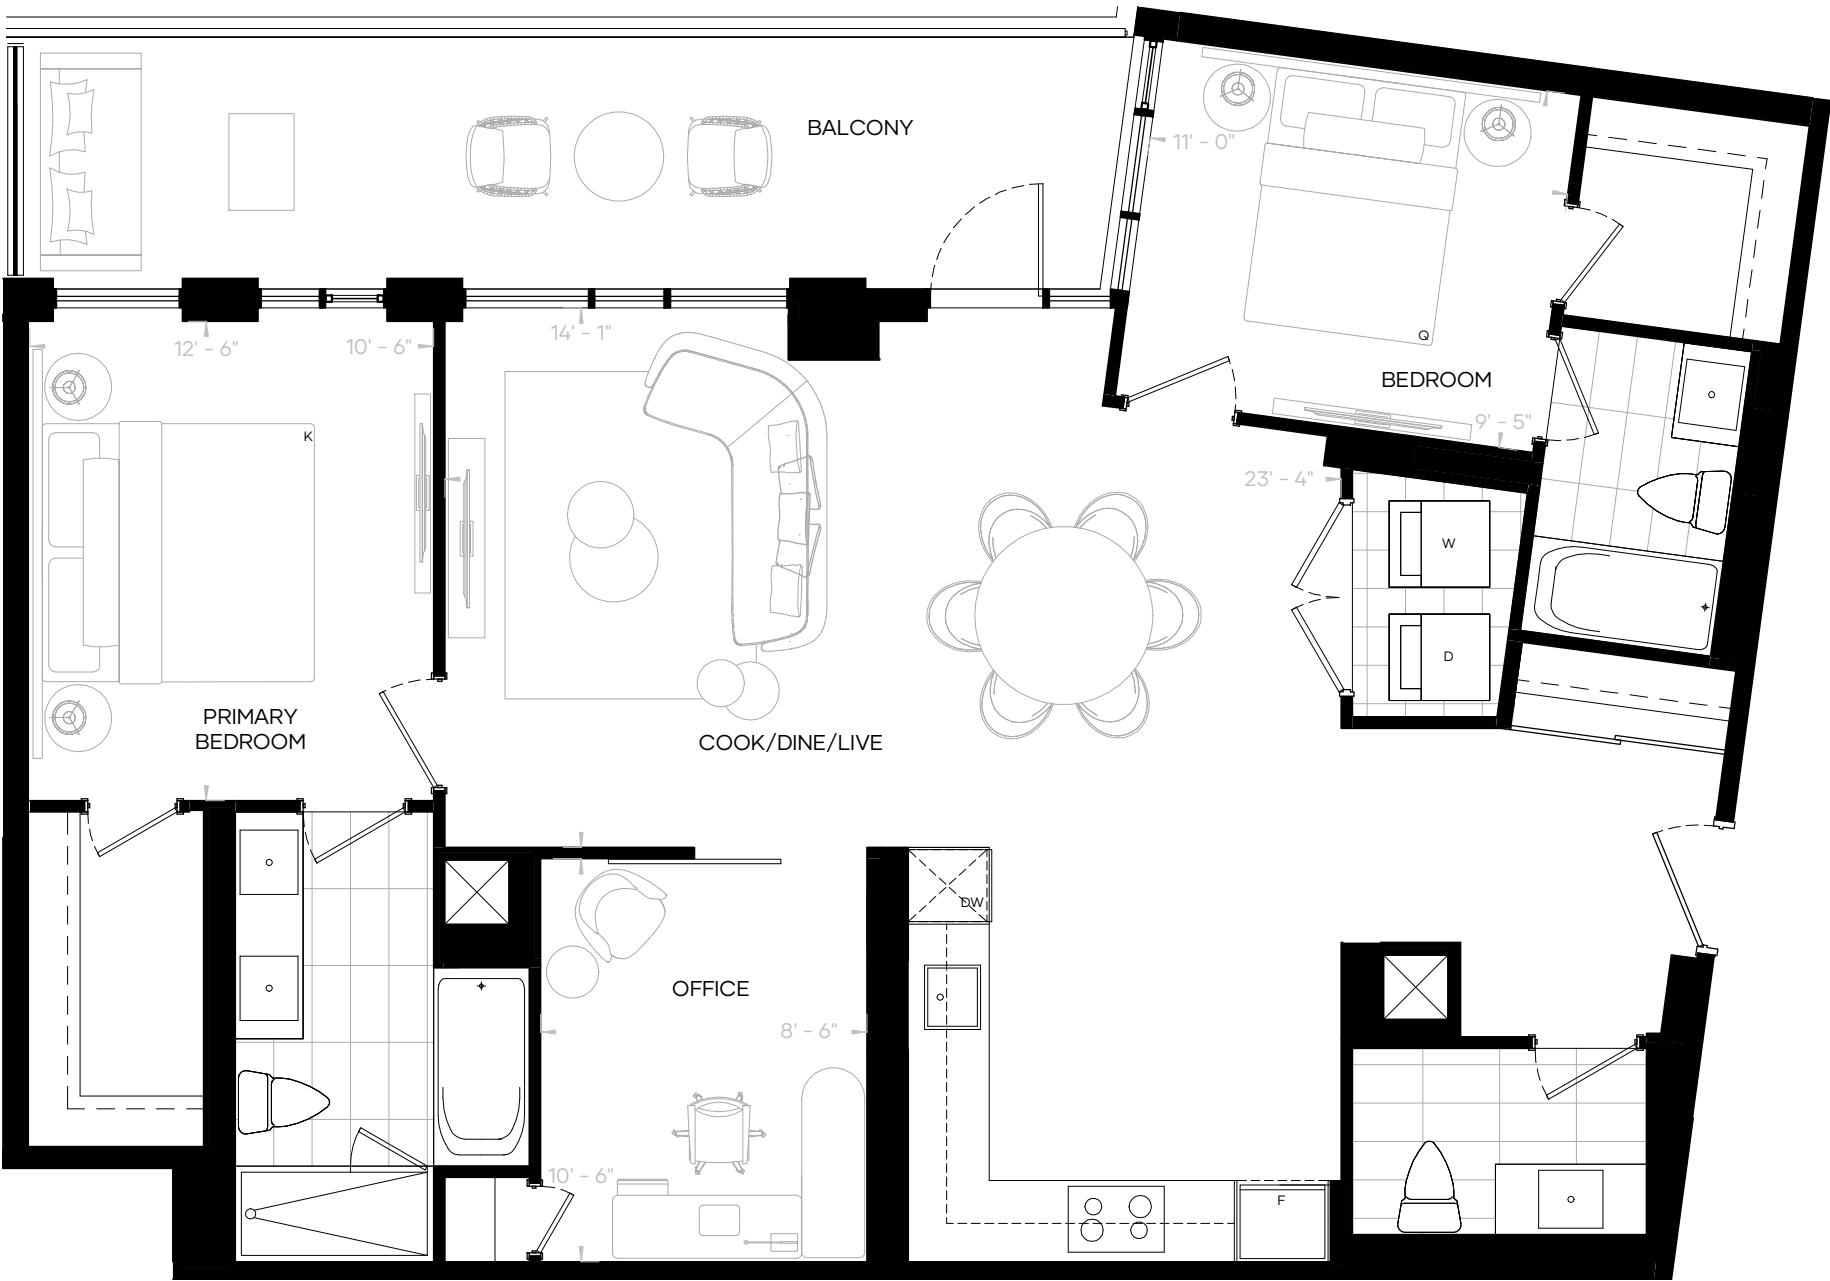 BALCONY
11' - 0"
14' - 1"
12' - 6"
10' - 6"
Q
BEDROOM
9' - 5"
K
23' - 4"
W
D
PRIMARY
BEDROOM
COOK/DINE/LIVE
DW
OFFICE
8' - 6"
10' - 6"
F